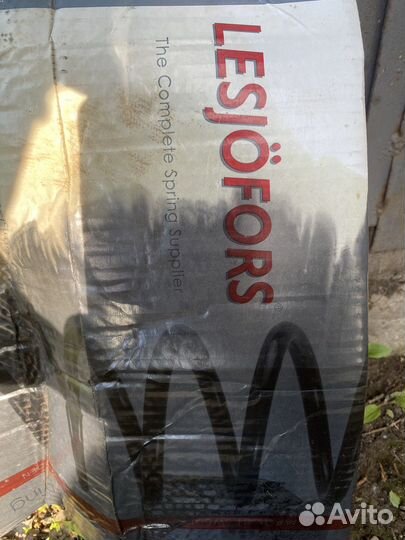 LESJÖFORS
The Complete Spring Supplier
Avito